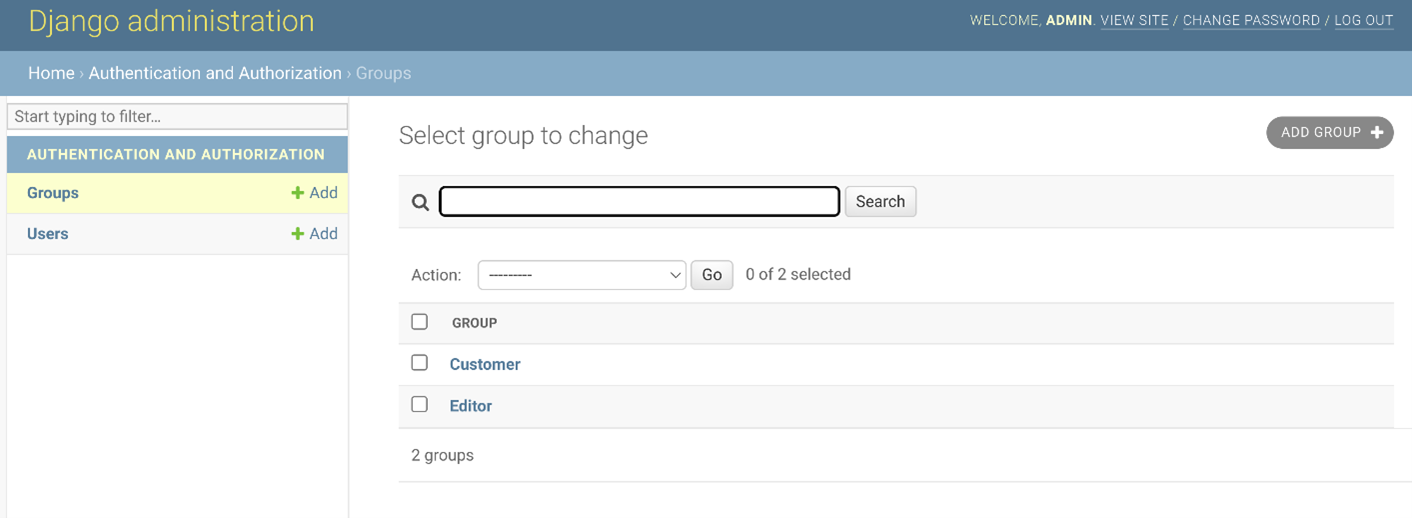 Django administration
WELCOME, ADMIN. VIEW SITE / CHANGE PASSWORD / LOG OUT
Home › Authentication and Authorization › Groups
Start typing to filter...
AUTHENTICATION AND AUTHORIZATION
Groups + Add
Users + Add
Select group to change
ADD GROUP +
Search
Action: --------- Go 0 of 2 selected
GROUP
Customer
Editor
2 groups